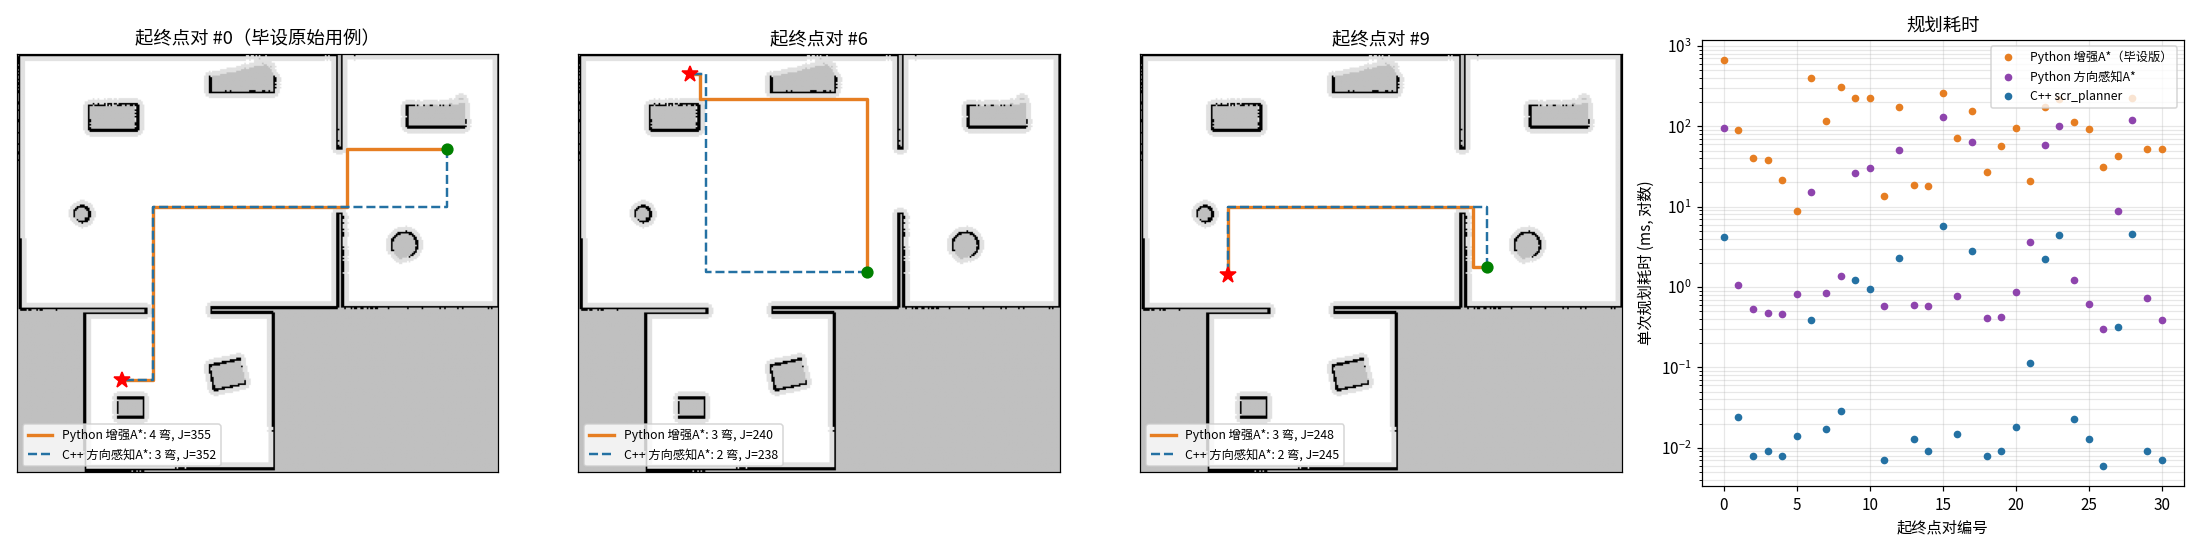 起终点对 #0（毕设原始用例）
Python 增强A*: 4 弯, J=355
C++ 方向感知A*: 3 弯, J=352
起终点对 #6
Python 增强A*: 3 弯, J=240
C++ 方向感知A*: 2 弯, J=238
起终点对 #9
Python 增强A*: 3 弯, J=248
C++ 方向感知A*: 2 弯, J=245
规划耗时
Python 增强A*（毕设版）
Python 方向感知A*
C++ scr_planner
单次规划耗时 (ms, 对数)
10³
10²
10¹
10⁰
10⁻¹
10⁻²
0 5 10 15 20 25 30
起终点对编号